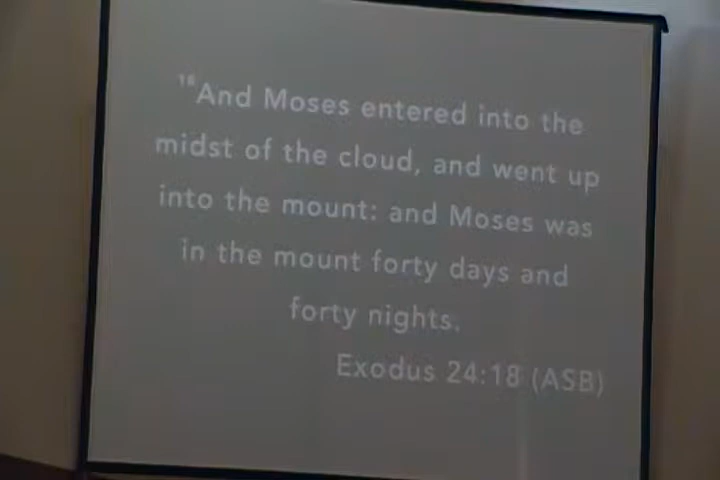 18And Moses entered into the
midst of the cloud, and went up
into the mount: and Moses was
in the mount forty days and
forty nights.
Exodus 24:18 (ASB)